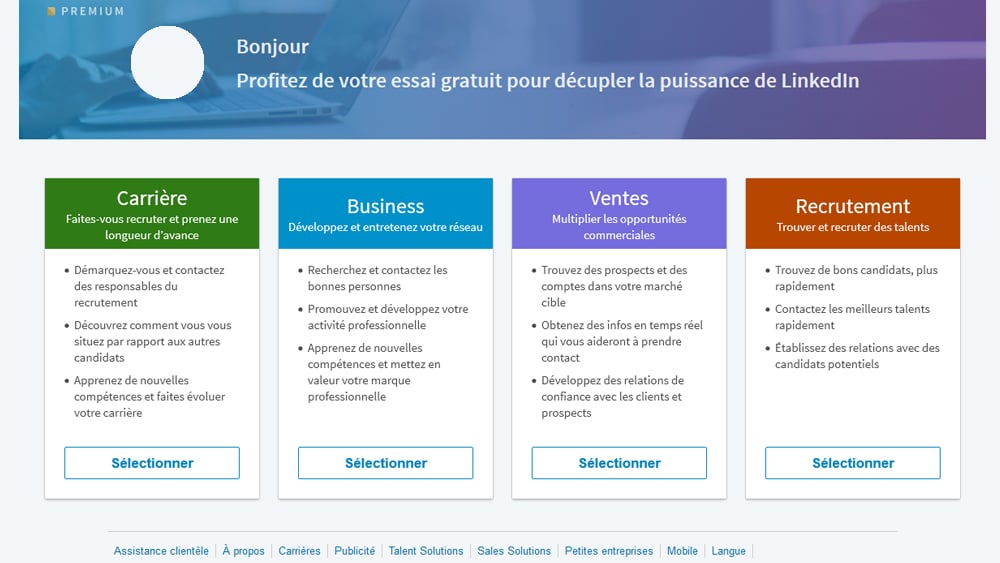 PREMIUM
Bonjour
Profitez de votre essai gratuit pour décupler la puissance de LinkedIn
Carrière
Faites-vous recruter et prenez une
longueur d'avance
Démarquez-vous et contactez
des responsables du
recrutement
Découvrez comment vous vous
situez par rapport aux autres
candidats
Apprenez de nouvelles
compétences et faites évoluer
votre carrière
Sélectionner
Business
Développez et entretenez votre réseau
Recherchez et contactez les
bonnes personnes
Promouvez et développez votre
activité professionnelle
Apprenez de nouvelles
compétences et mettez en
valeur votre marque
professionnelle
Sélectionner
Ventes
Multiplier les opportunités
commerciales
Trouvez des prospects et des
comptes dans votre marché
cible
Obtenez des infos en temps réel
qui vous aideront à prendre
contact
Développez des relations de
confiance avec les clients et
prospects
Sélectionner
Recrutement
Trouver et recruter des talents
Trouvez de bons candidats, plus
rapidement
Contactez les meilleurs talents
rapidement
Établissez des relations avec des
candidats potentiels
Sélectionner
Assistance clientèle | À propos | Carrières | Publicité | Talent Solutions | Sales Solutions | Petites entreprises | Mobile | Langue |